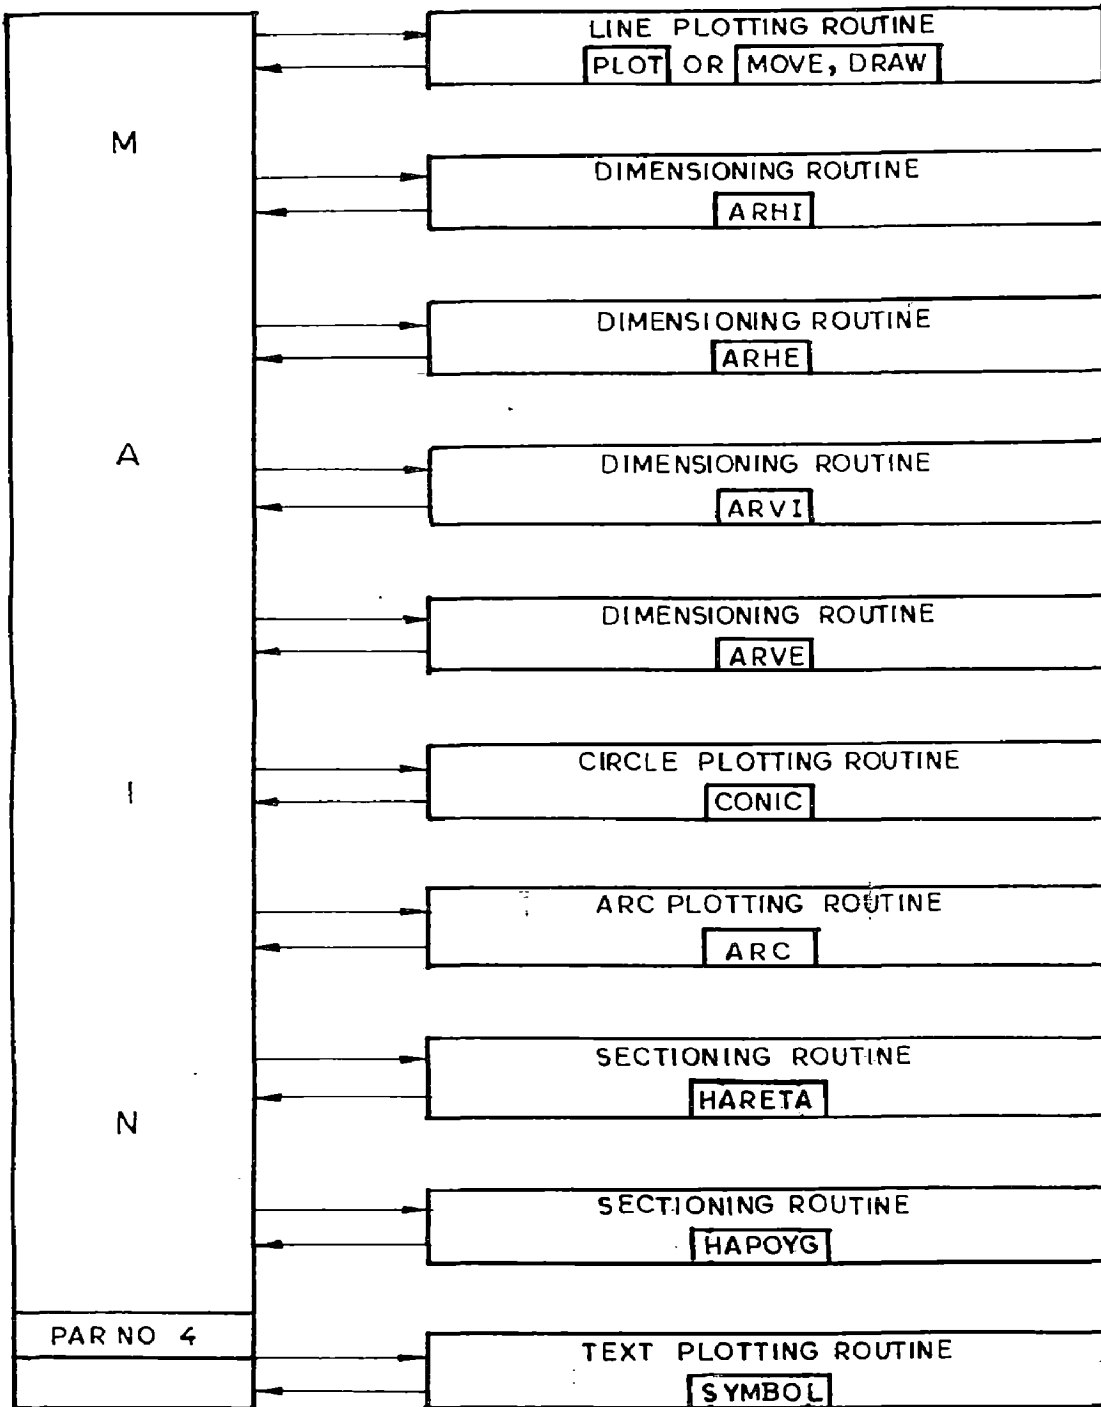 LINE PLOTTING ROUTINE
PLOT OR MOVE, DRAW
M
DIMENSIONING ROUTINE
ARHI
DIMENSIONING ROUTINE
ARHE
A
DIMENSIONING ROUTINE
ARVI
DIMENSIONING ROUTINE
ARVE
CIRCLE PLOTTING ROUTINE
I
CONIC
ARC PLOTTING ROUTINE
ARC
SECTIONING ROUTINE
HARETA
N
SECTIONING ROUTINE
HAPOYG
PAR NO 4
TEXT PLOTTING ROUTINE
SYMBOL